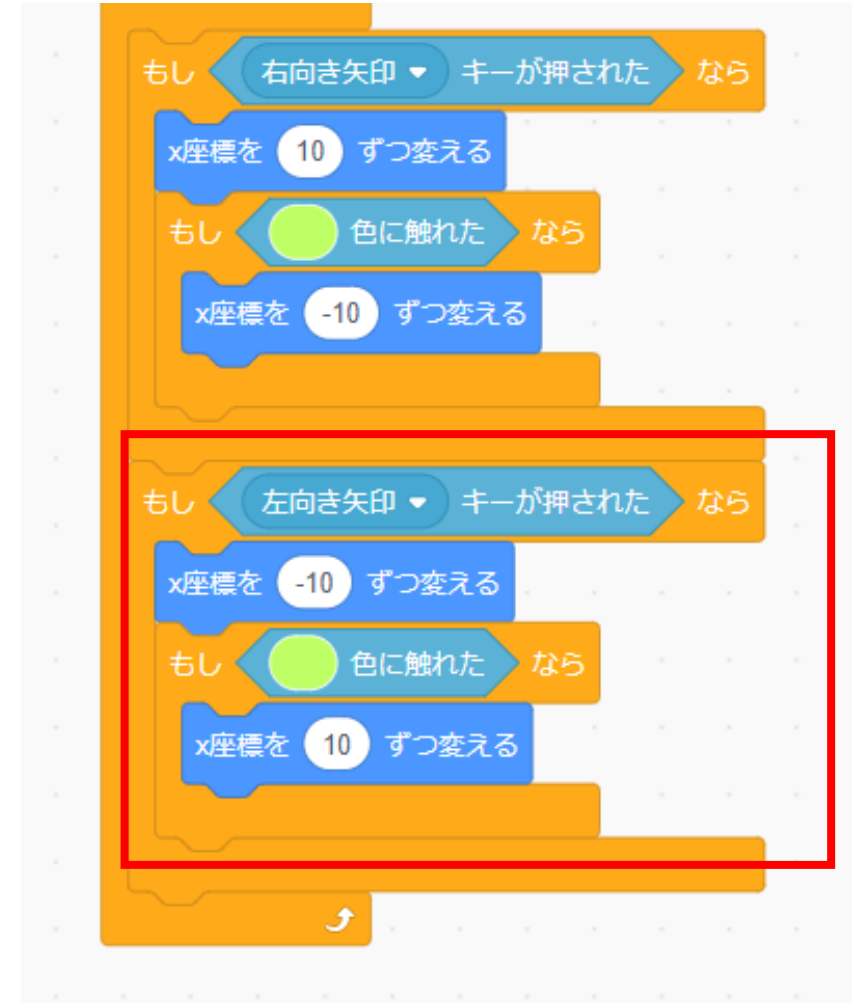 もし 右向き矢印 キーが押された なら
x座標を 10 ずつ変える
もし 色に触れた なら
x座標を -10 ずつ変える
もし 左向き矢印 キーが押された なら
x座標を -10 ずつ変える
もし 色に触れた なら
x座標を 10 ずつ変える